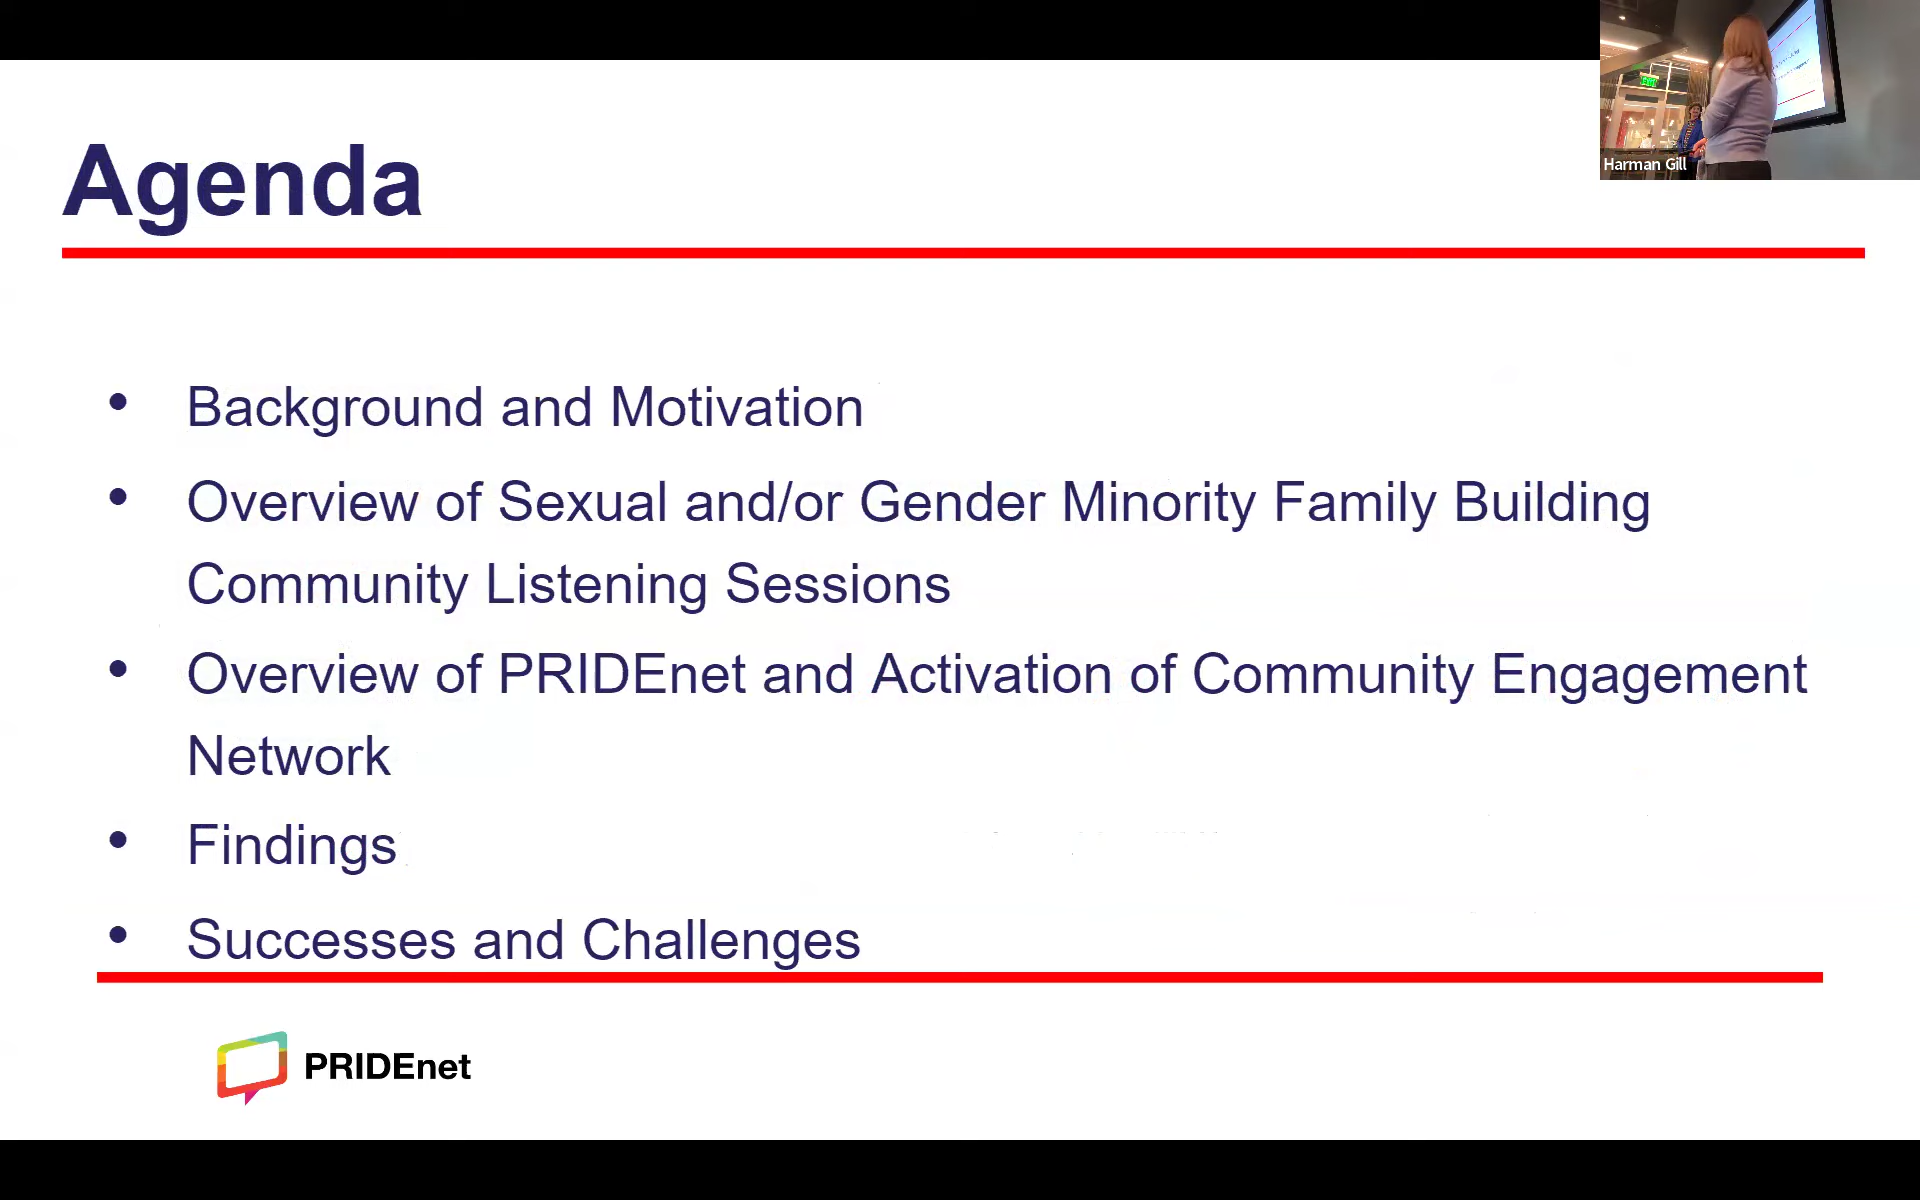 Agenda
Harman Gill
EXIT
• Background and Motivation
• Overview of Sexual and/or Gender Minority Family Building
Community Listening Sessions
• Overview of PRIDEnet and Activation of Community Engagement
Network
• Findings
• Successes and Challenges
PRIDEnet